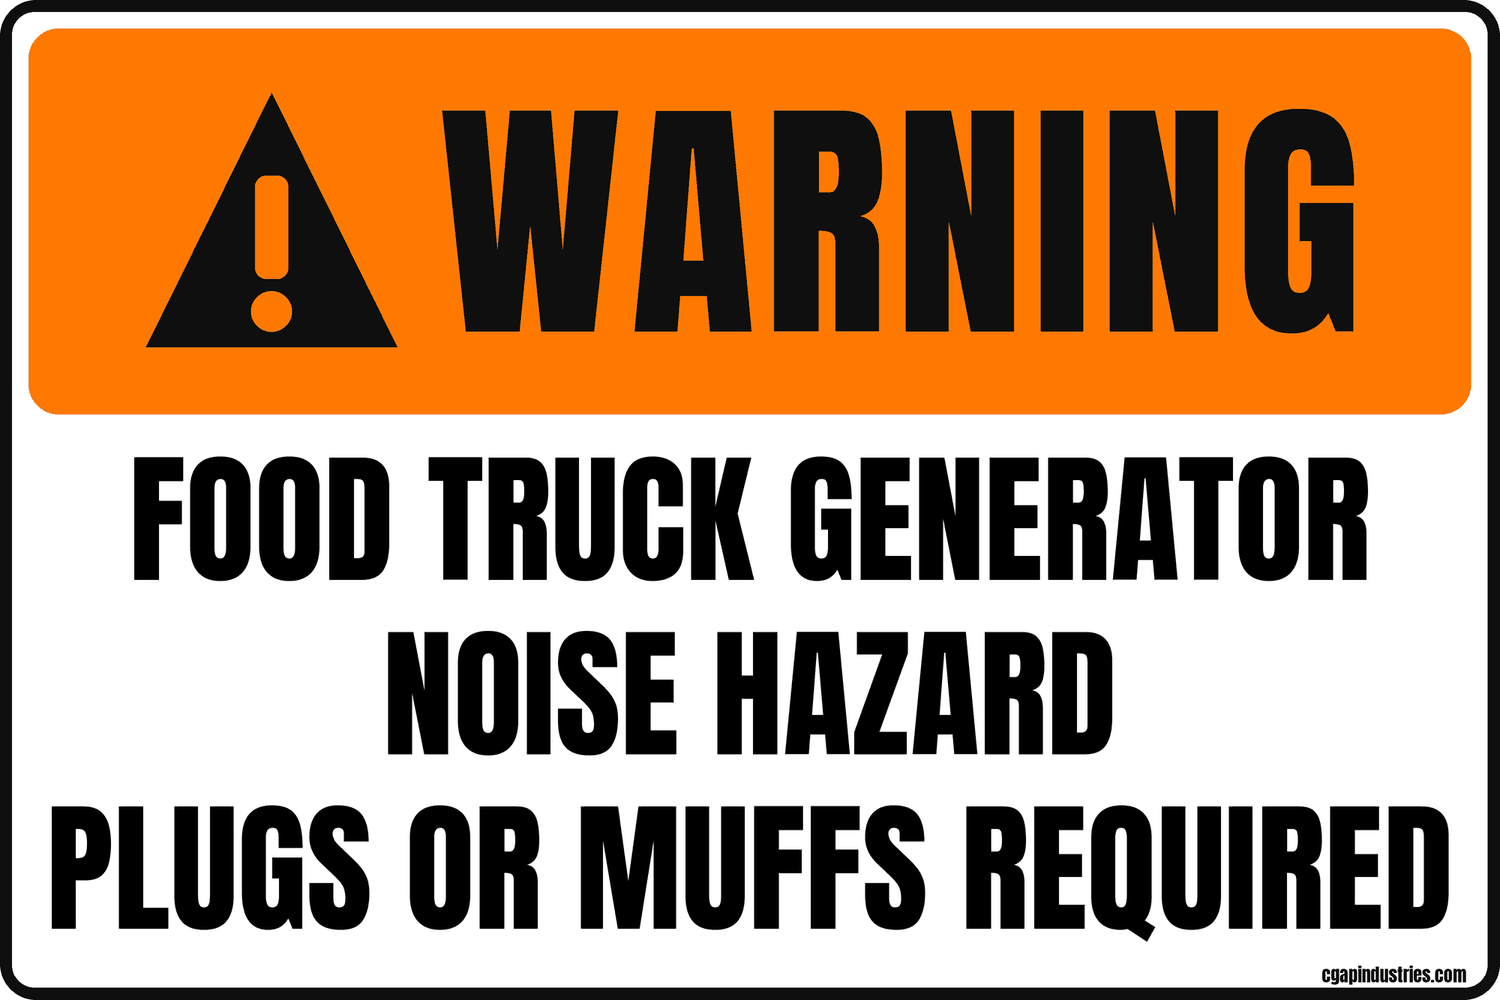 WARNING
FOOD TRUCK GENERATOR
NOISE HAZARD
PLUGS OR MUFFS REQUIRED
cgapindustries.com